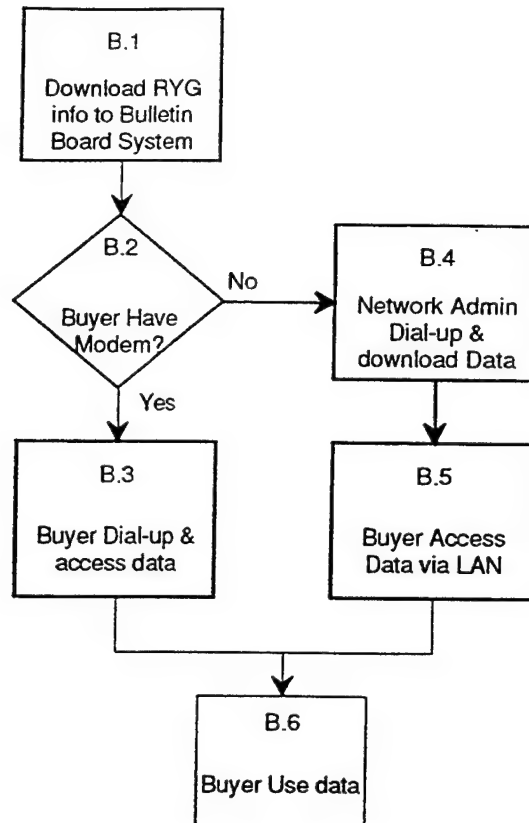 B.1
Download RYG
info to Bulletin
Board System
B.2
Buyer Have
Modem?
No
Yes
B.4
Network Admin
Dial-up &
download Data
B.3
Buyer Dial-up &
access data
B.5
Buyer Access
Data via LAN
B.6
Buyer Use data